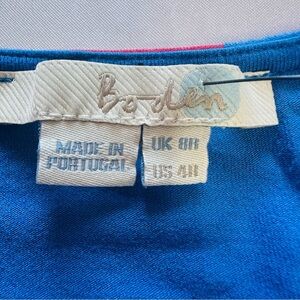 Boden
MADE IN
PORTUGAL
UK 8R
US 4R